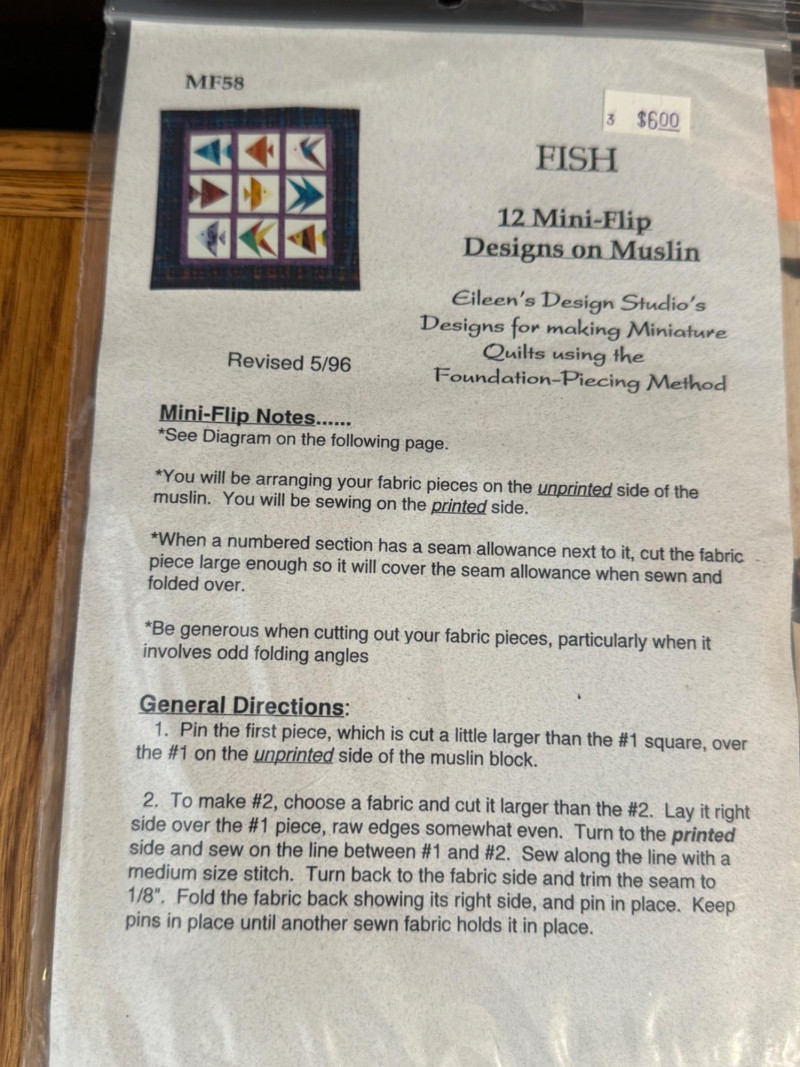 MF58
3 $6.00
FISH
12 Mini-Flip
Designs on Muslin
Eileen's Design Studio's
Designs for making Miniature
Quilts using the
Foundation-Piecing Method
Revised 5/96
Mini-Flip Notes......
*See Diagram on the following page.
*You will be arranging your fabric pieces on the unprinted side of the
muslin. You will be sewing on the printed side.
*When a numbered section has a seam allowance next to it, cut the fabric
piece large enough so it will cover the seam allowance when sewn and
folded over.
*Be generous when cutting out your fabric pieces, particularly when it
involves odd folding angles
General Directions:
1. Pin the first piece, which is cut a little larger than the #1 square, over
the #1 on the unprinted side of the muslin block.
2. To make #2, choose a fabric and cut it larger than the #2. Lay it right
side over the #1 piece, raw edges somewhat even. Turn to the printed
side and sew on the line between #1 and #2. Sew along the line with a
medium size stitch. Turn back to the fabric side and trim the seam to
1/8". Fold the fabric back showing its right side, and pin in place. Keep
pins in place until another sewn fabric holds it in place.